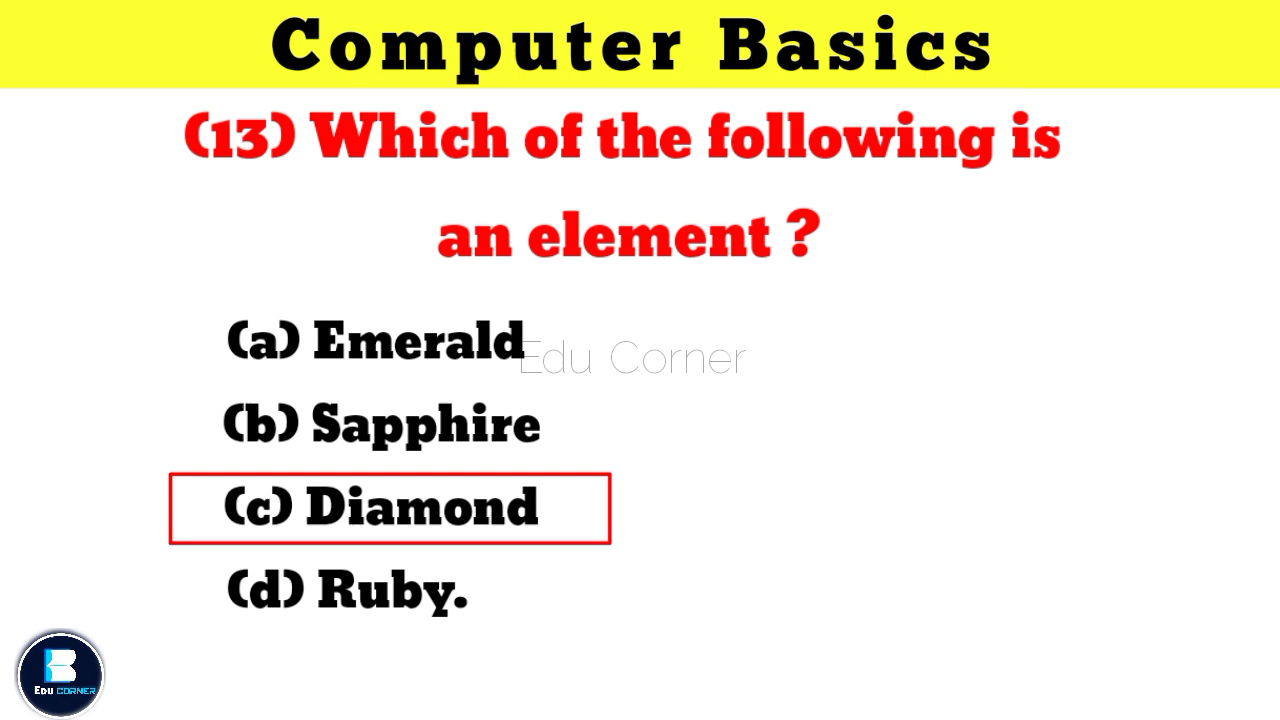 Computer Basics
(13) Which of the following is
an element ?
(a) Emerald
Edu Corner
(b) Sapphire
(c) Diamond
(d) Ruby.
B
EDU CORNER